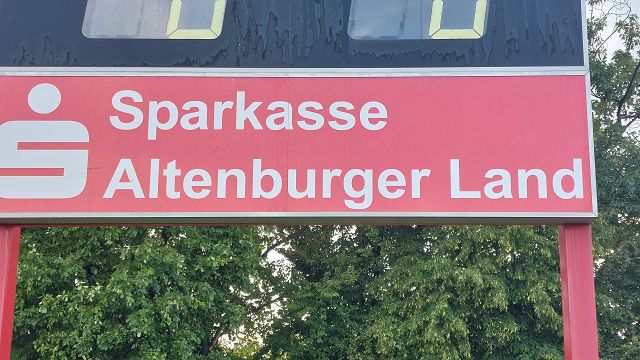 Sparkasse
Altenburger Land